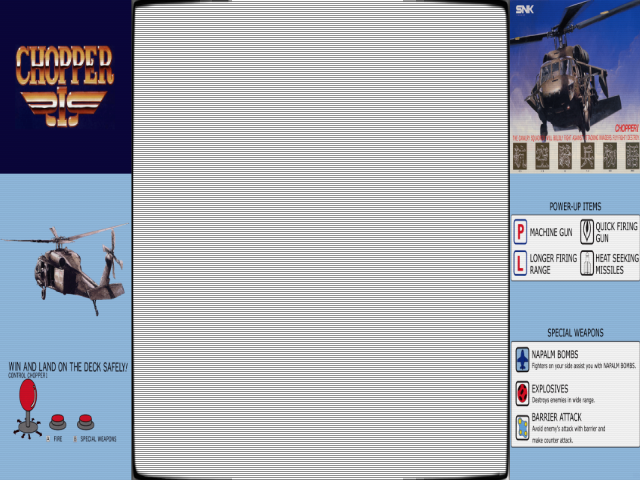 CHOPPER
I
WIN AND LAND ON THE DECK SAFELY!
CONTROL CHOPPER I
A FIRE
B SPECIAL WEAPONS
SNK
CHOPPER I
POWER-UP ITEMS
P MACHINE GUN
QUICK FIRING
GUN
L LONGER FIRING
RANGE
HEAT SEEKING
MISSILES
SPECIAL WEAPONS
NAPALM BOMBS
Fighters on your side assist you with NAPALM BOMBS.
EXPLOSIVES
Destroys enemies in wide range.
BARRIER ATTACK
Avoid enemy's attack with barrier and
make counter attack.